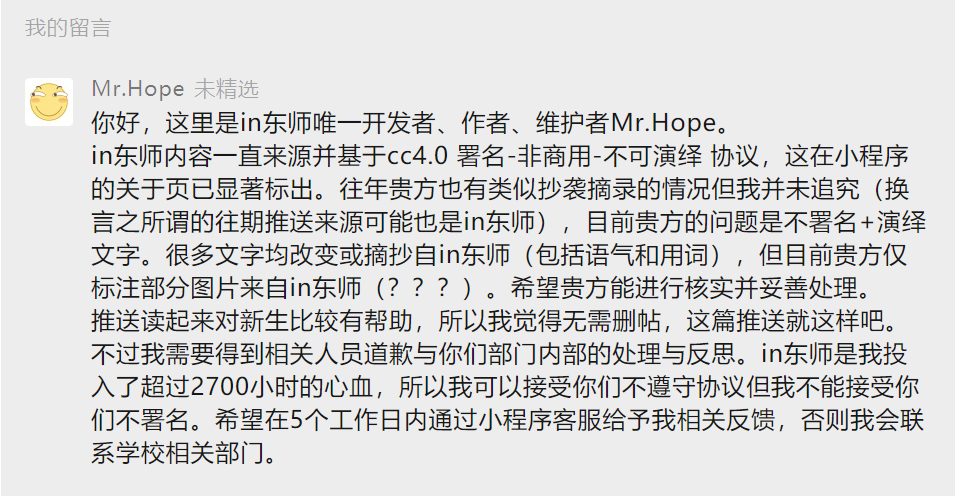 我的留言
Mr.Hope 未精选
你好，这里是in东师唯一开发者、作者、维护者Mr.Hope。
in东师内容一直来源并基于cc4.0 署名-非商用-不可演绎 协议，这在小程序
的关于页已显著标出。往年贵方也有类似抄袭摘录的情况但我并未追究（换
言之所谓的往期推送来源可能也是in东师），目前贵方的问题是不署名+演绎
文字。很多文字均改变或摘抄自in东师（包括语气和用词），但目前贵方仅
标注部分图片来自in东师（？？？）。希望贵方能进行核实并妥善处理。
推送读起来对新生比较有帮助，所以我觉得无需删帖，这篇推送就这样吧。
不过我需要得到相关人员道歉与你们部门内部的处理与反思。in东师是我投
入了超过2700小时的心血，所以我可以接受你们不遵守协议但我不能接受你
们不署名。希望在5个工作日内通过小程序客服给予我相关反馈，否则我会联
系学校相关部门。